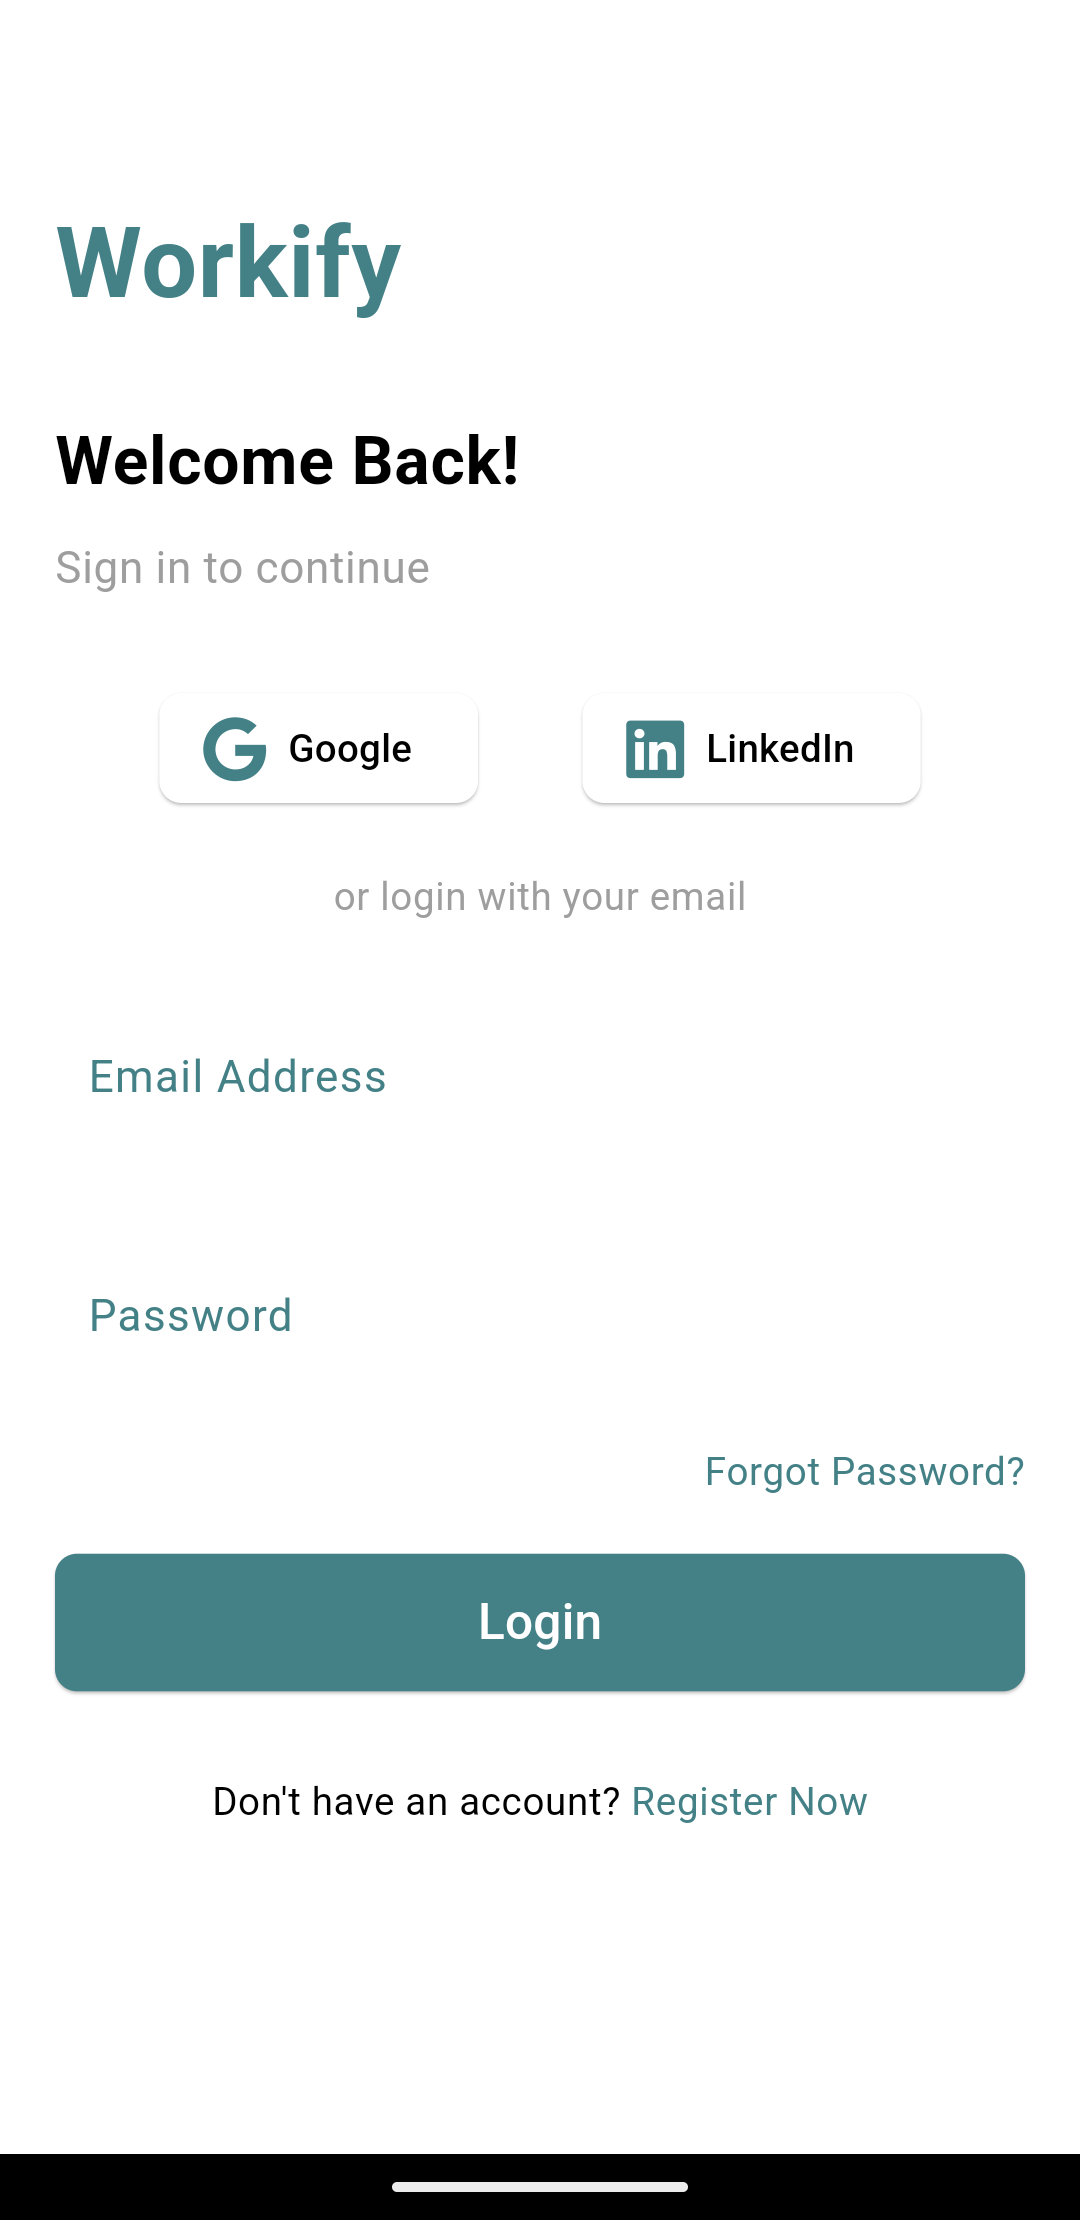 Workify
Welcome Back!
Sign in to continue
Google
LinkedIn
or login with your email
Email Address
Password
Forgot Password?
Login
Don't have an account? Register Now